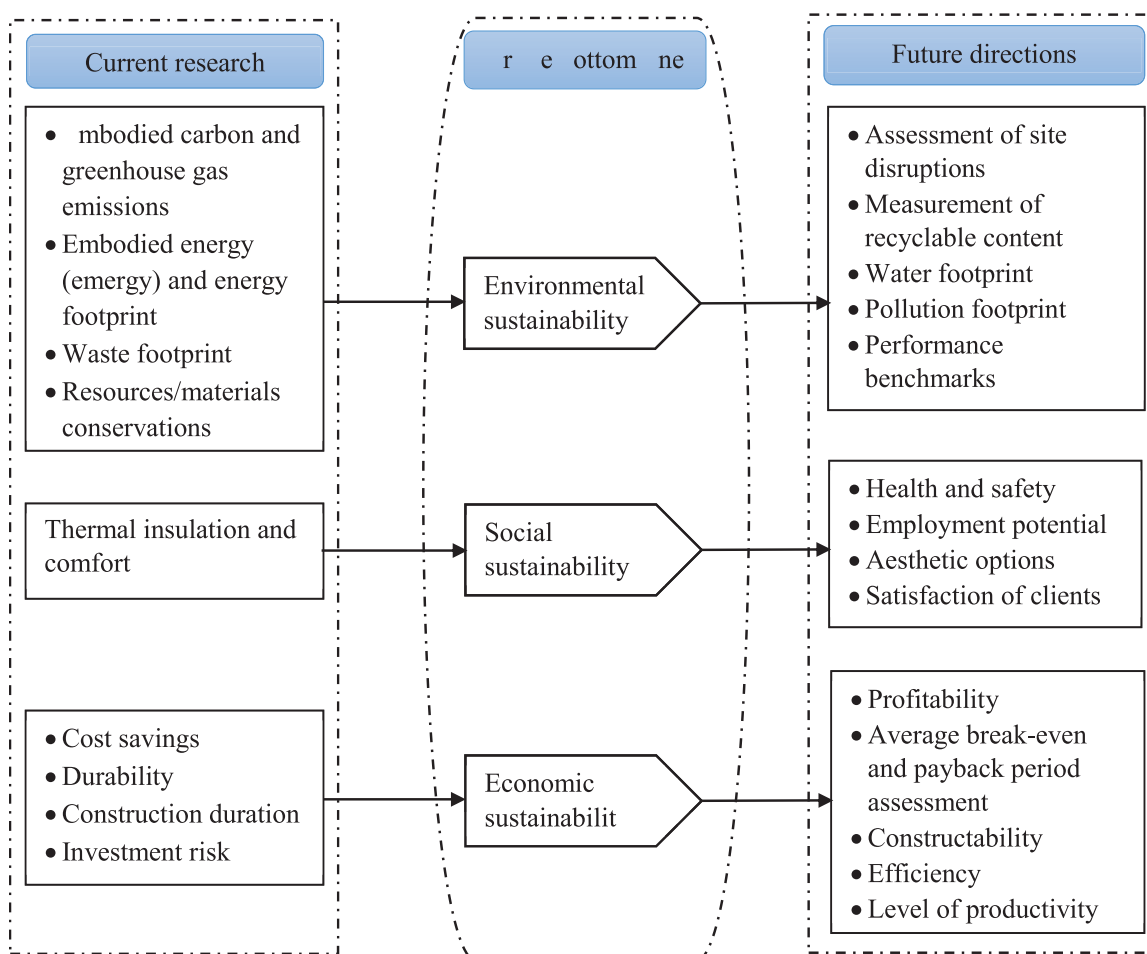 Current research
r e ottom ne
Future directions
• mbodied carbon and
greenhouse gas
emissions
• Embodied energy
(emergy) and energy
footprint
• Waste footprint
• Resources/materials
conservations
Environmental
sustainability
• Assessment of site
disruptions
• Measurement of
recyclable content
• Water footprint
• Pollution footprint
• Performance
benchmarks
Thermal insulation and
comfort
Social
sustainability
• Health and safety
• Employment potential
• Aesthetic options
• Satisfaction of clients
• Cost savings
• Durability
• Construction duration
• Investment risk
Economic
sustainabilit
• Profitability
• Average break-even
and payback period
assessment
• Constructability
• Efficiency
• Level of productivity